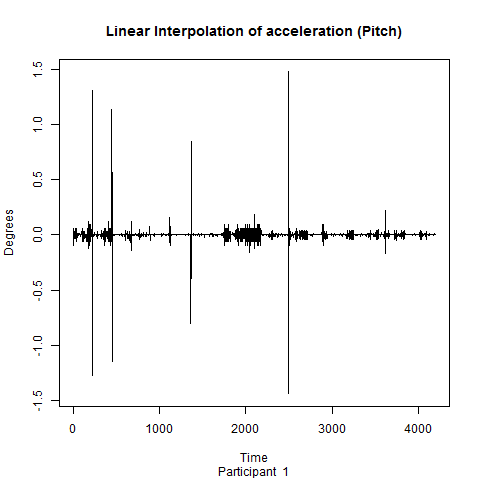 Linear Interpolation of acceleration (Pitch)
1.5
1.0
0.5
0.0
-0.5
-1.0
-1.5
Degrees
0 1000 2000 3000 4000
Time
Participant 1